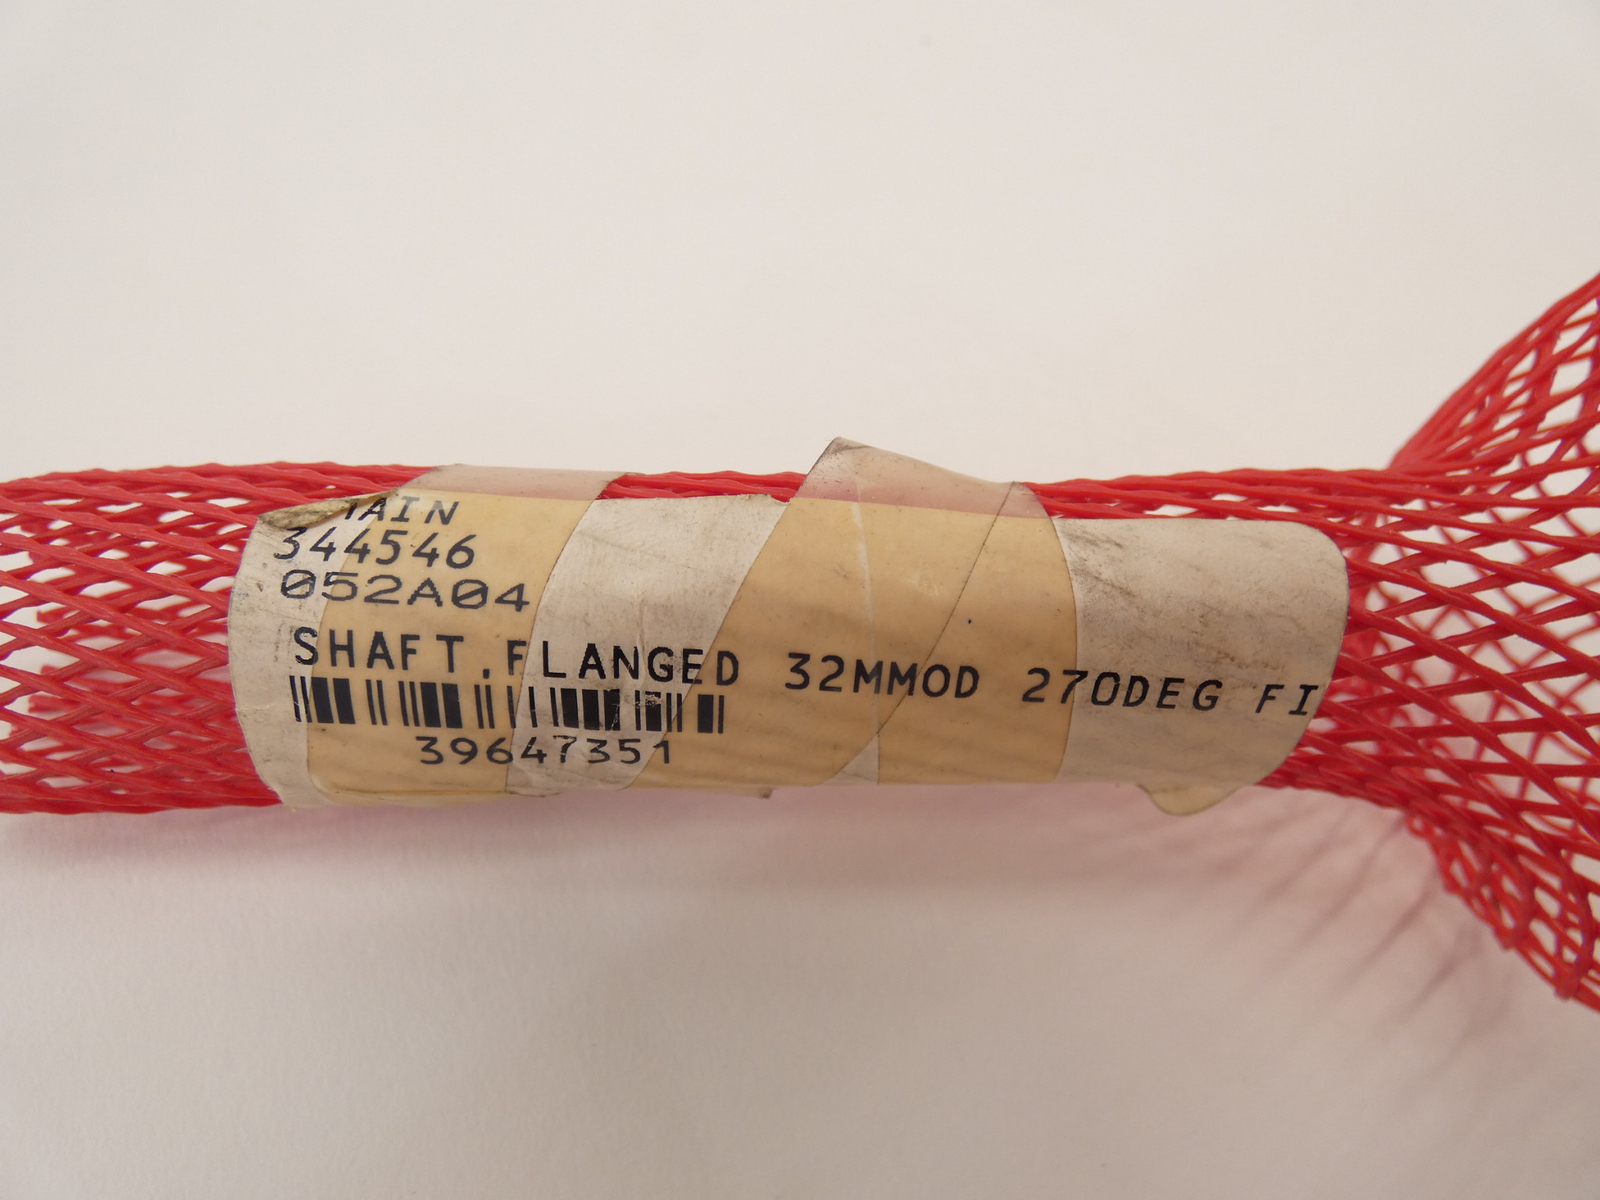 344546
052A04
SHAFT,FLANGED 32MMOD 270DEG FI
39647351